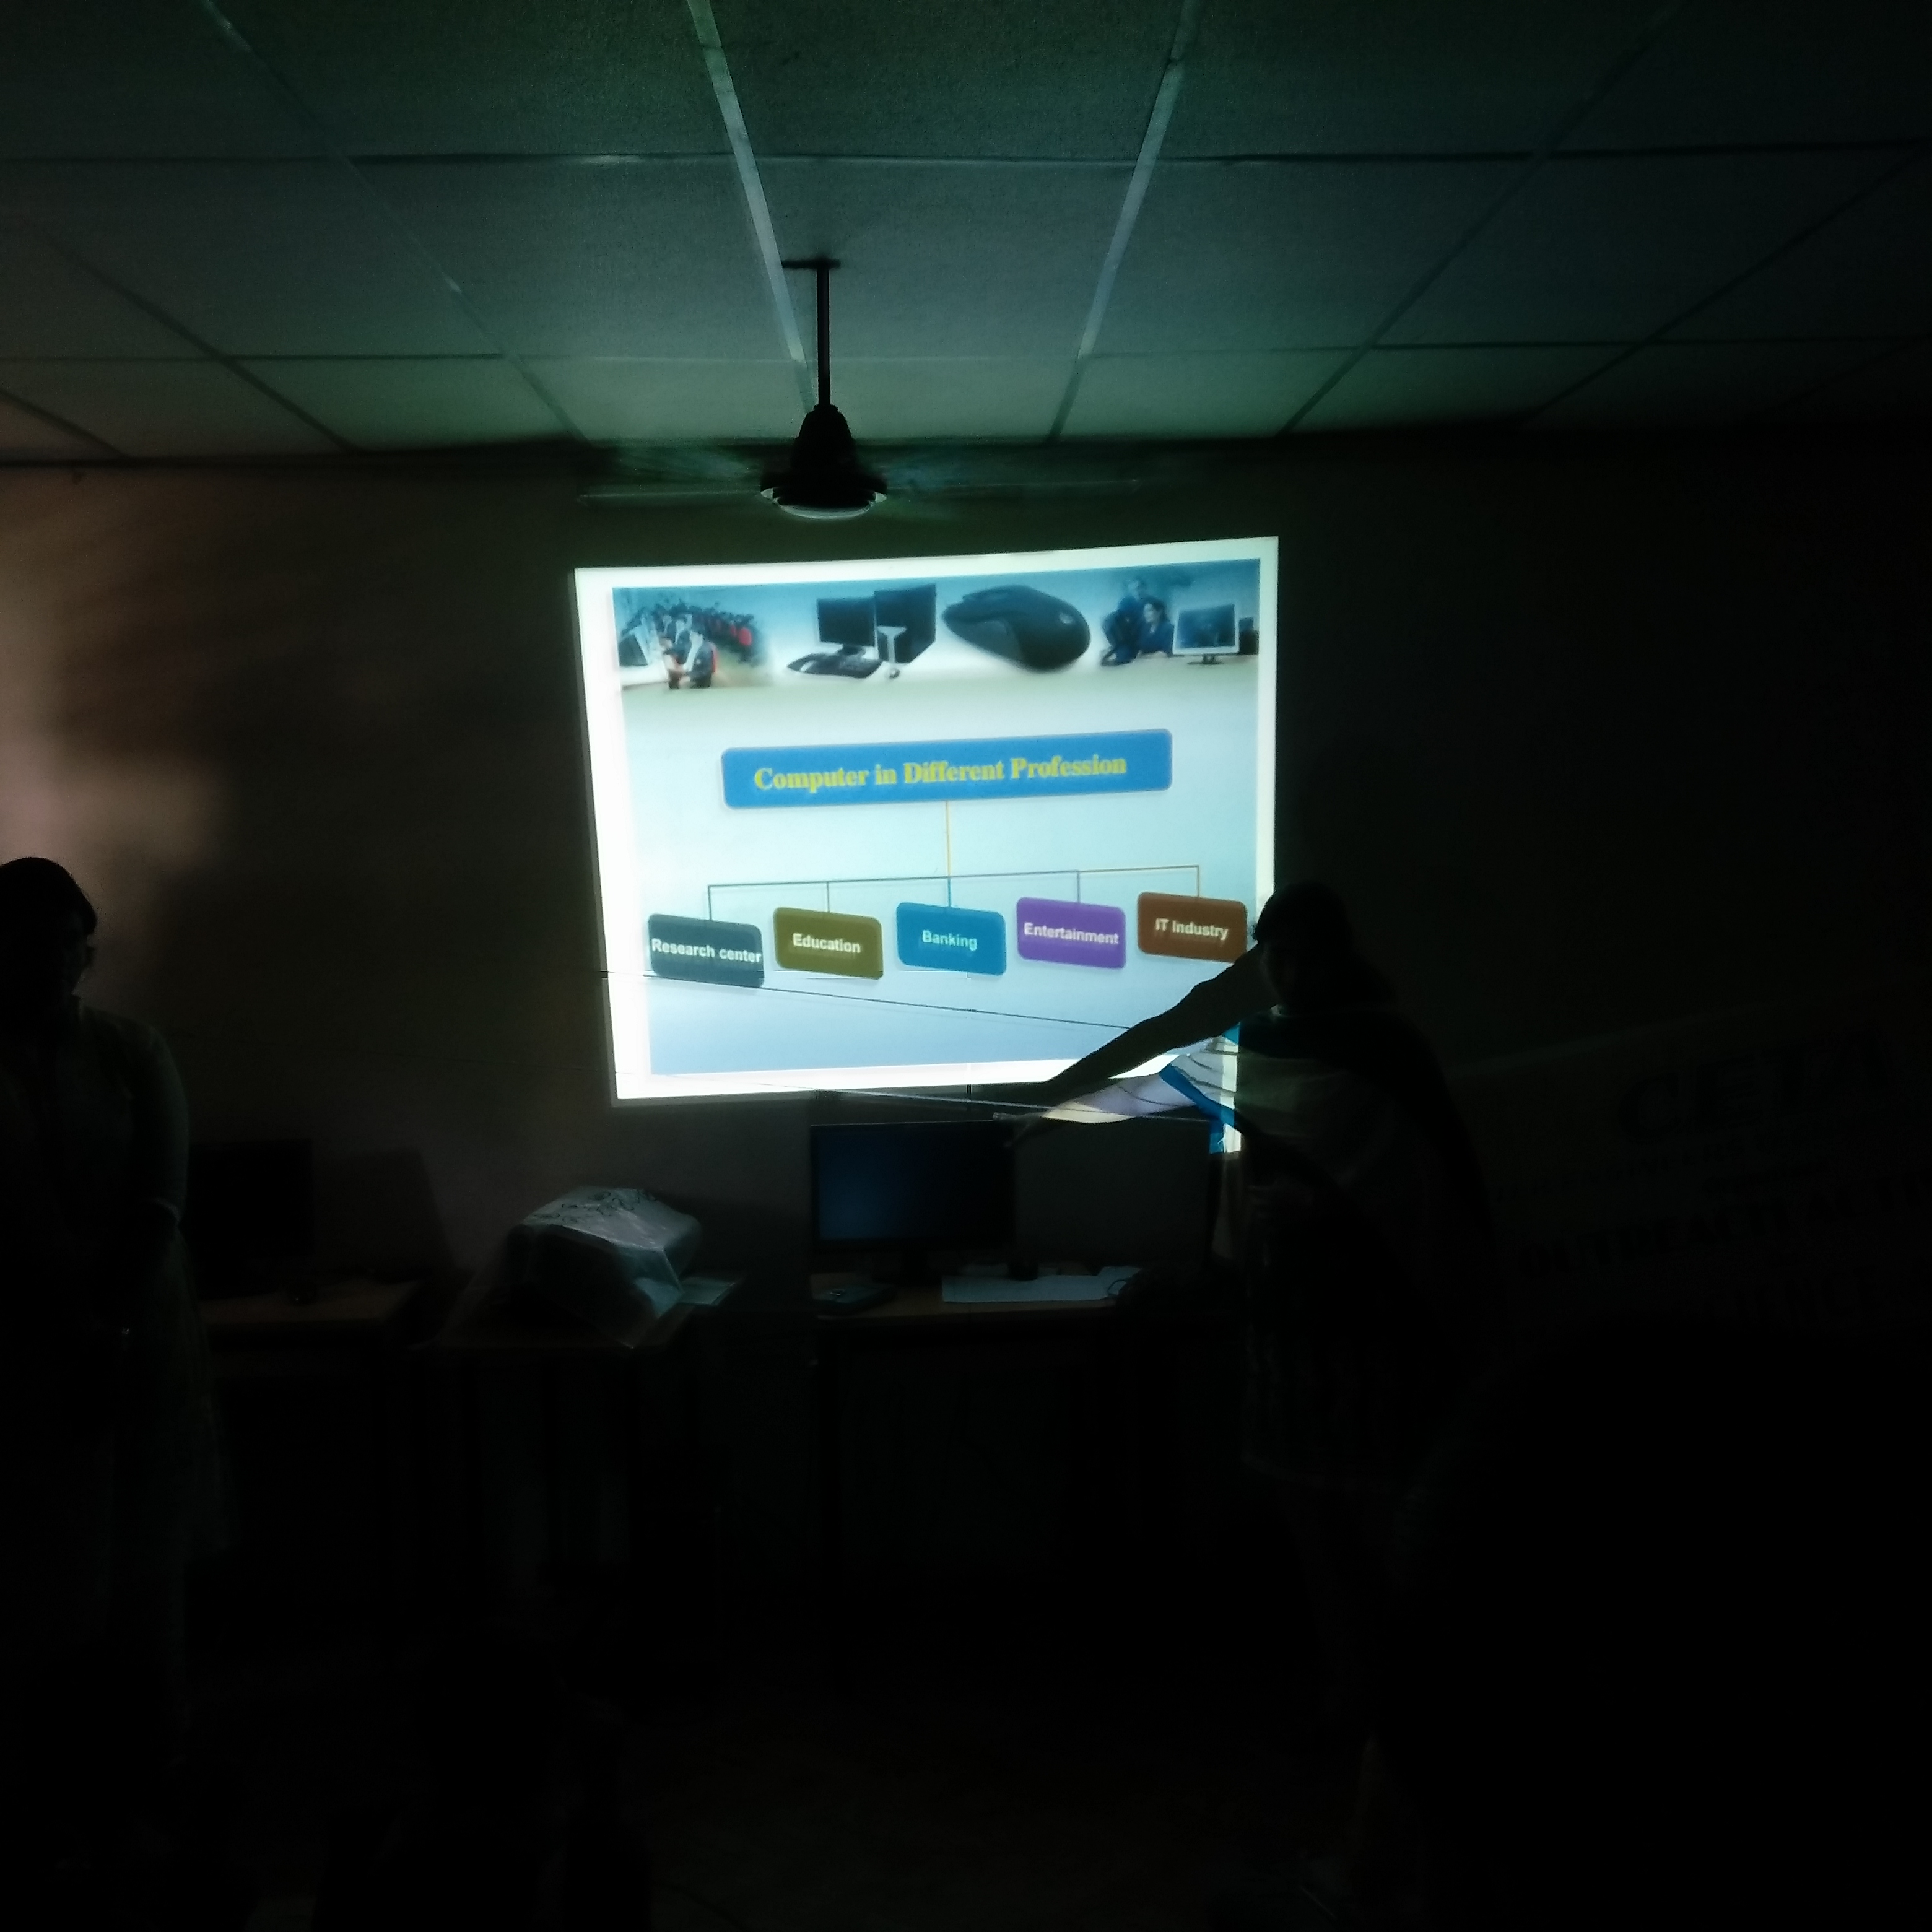 Computer in Different Profession
Research center
Education
Banking
Entertainment
IT Industry